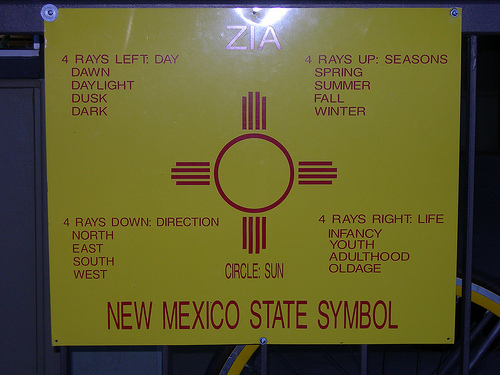 ZIA
4 RAYS LEFT: DAY
DAWN
DAYLIGHT
DUSK
DARK
4 RAYS UP: SEASONS
SPRING
SUMMER
FALL
WINTER
4 RAYS DOWN: DIRECTION
NORTH
EAST
SOUTH
WEST
4 RAYS RIGHT: LIFE
INFANCY
YOUTH
ADULTHOOD
OLDAGE
CIRCLE: SUN
NEW MEXICO STATE SYMBOL